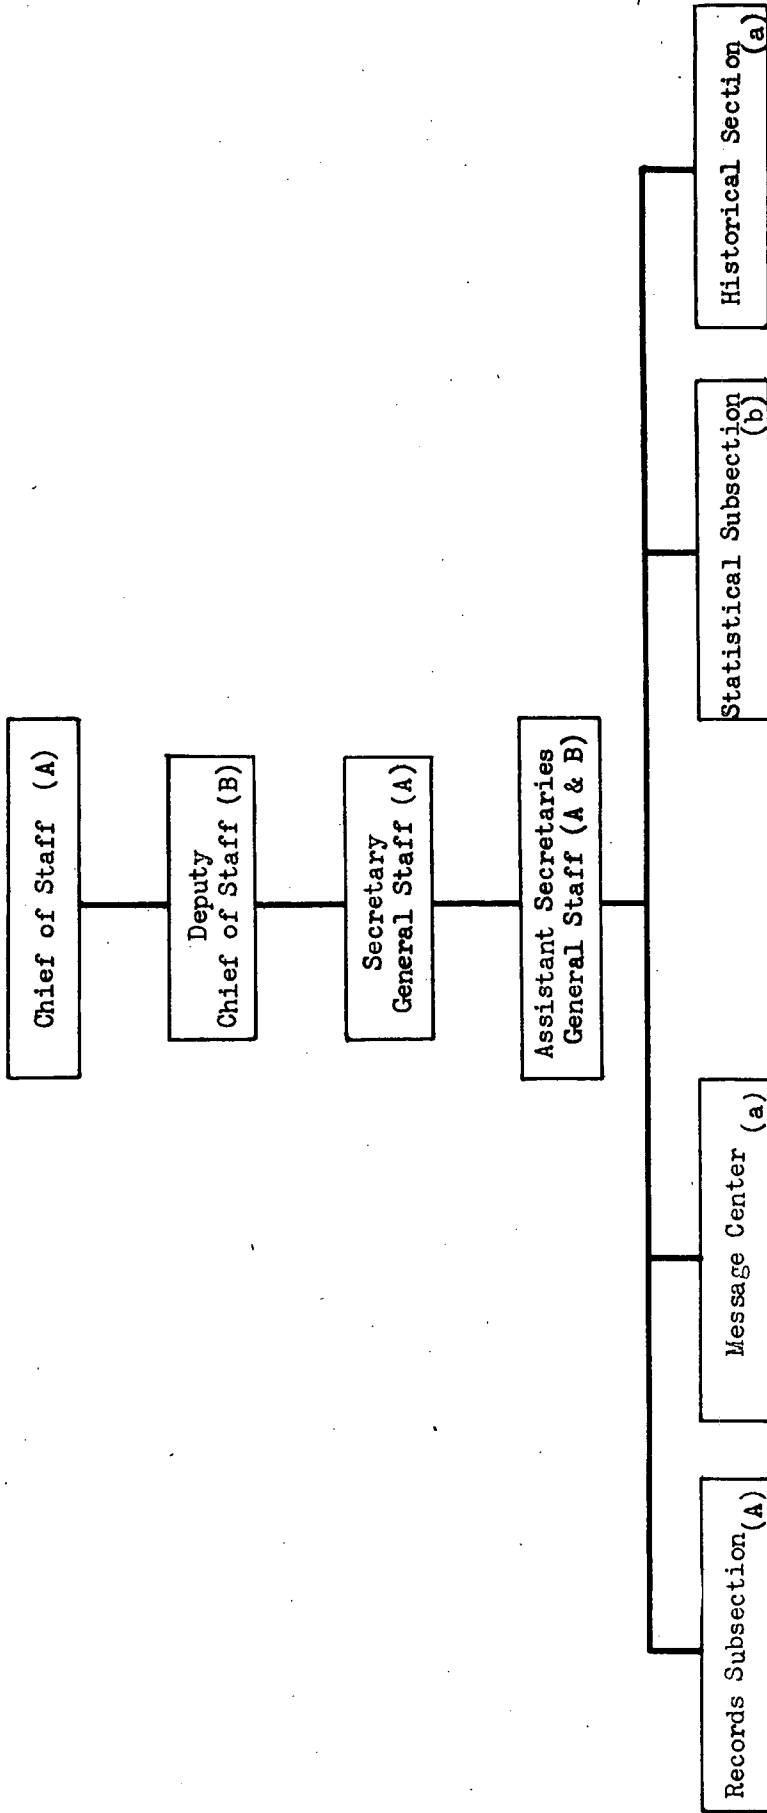 Chief of Staff (A)
Deputy
Chief of Staff (B)
Secretary
General Staff (A)
Assistant Secretaries
General Staff (A & B)
Records Subsection
(A)
Message Center
(a)
Statistical Subsection
(b)
Historical Section
(a)